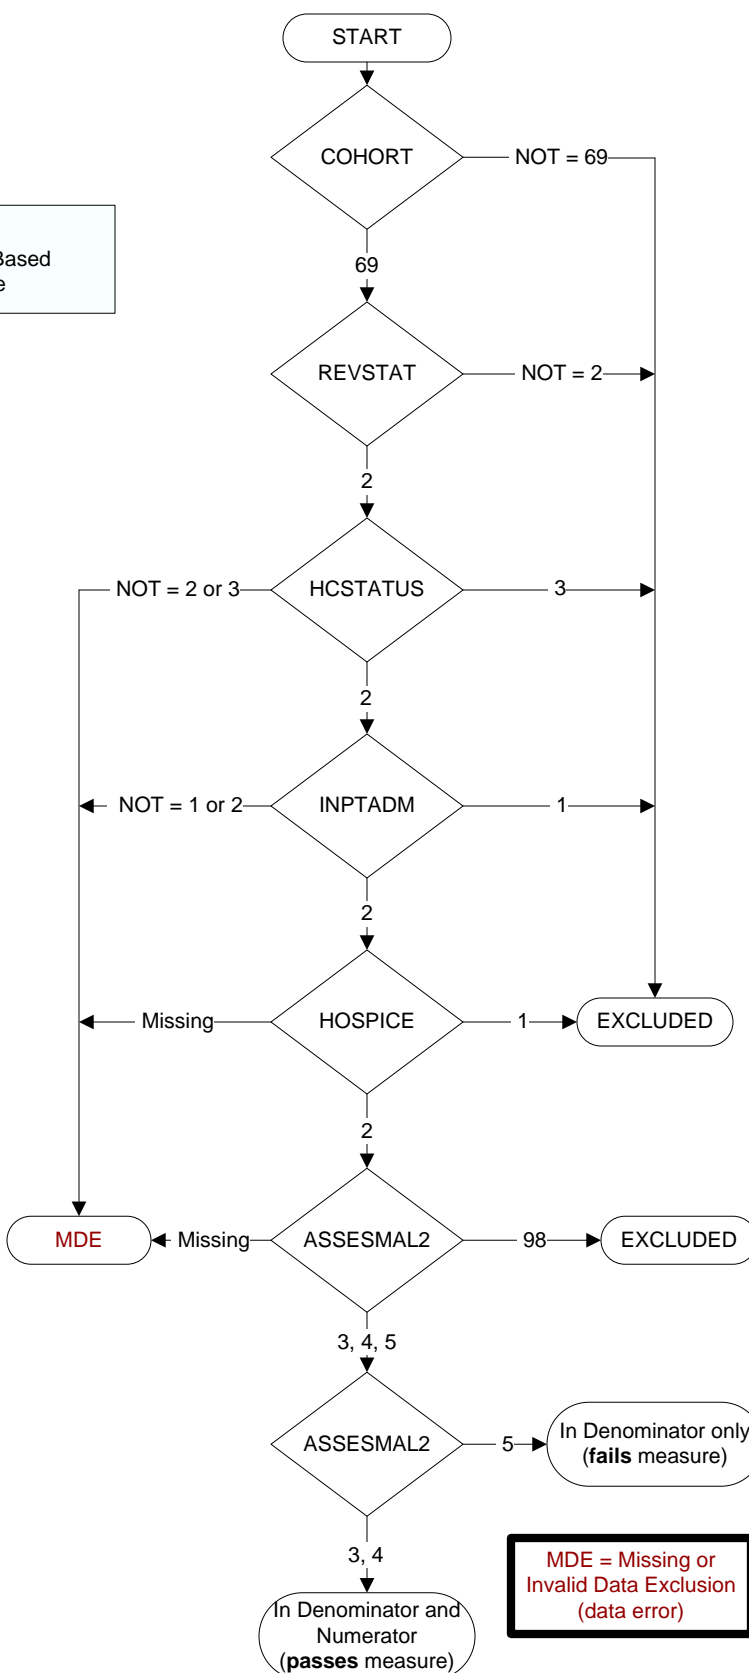 START
COHORT
NOT = 69
Based
69
REVSTAT
NOT = 2
2
NOT = 2 or 3
HCSTATUS
3
2
NOT = 1 or 2
INPTADM
1
2
Missing
HOSPICE
1
EXCLUDED
2
MDE
Missing
ASSESMAL2
98
EXCLUDED
3, 4, 5
ASSESMAL2
5
In Denominator only
(fails measure)
3, 4
In Denominator and
Numerator
(passes measure)
MDE = Missing or
Invalid Data Exclusion
(data error)